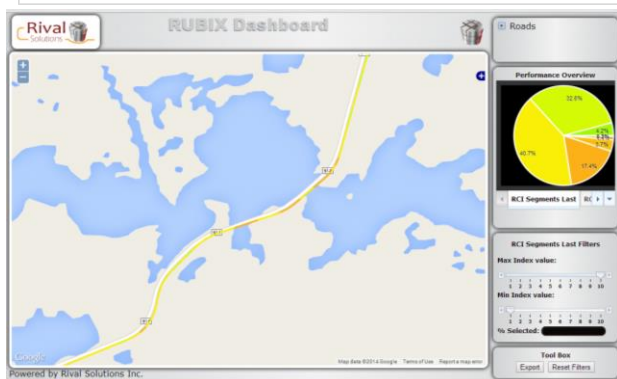 Rival
Solutions
RUBIX Dashboard
Roads
Performance Overview
32.6%
40.7%
17.4%
RCI Segments Last
RCI Segments Last Filters
Max Index value:
1 2 3 4 5 6 7 8 9 10
Min Index value:
1 2 3 4 5 6 7 8 9 10
% Selected:
Tool Box
Export Reset Filters
Google
Map data ©2014 Google Terms of Use Report a map error
Powered by Rival Solutions Inc.